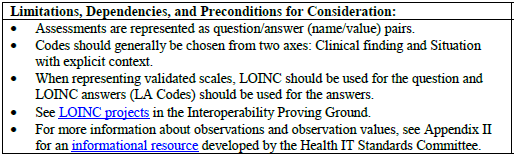 Limitations, Dependencies, and Preconditions for Consideration:
• Assessments are represented as question/answer (name/value) pairs.
• Codes should generally be chosen from two axes: Clinical finding and Situation
with explicit context.
• When representing validated scales, LOINC should be used for the question and
LOINC answers (LA Codes) should be used for the answers.
• See LOINC projects in the Interoperability Proving Ground.
• For more information about observations and observation values, see Appendix II
for an informational resource developed by the Health IT Standards Committee.